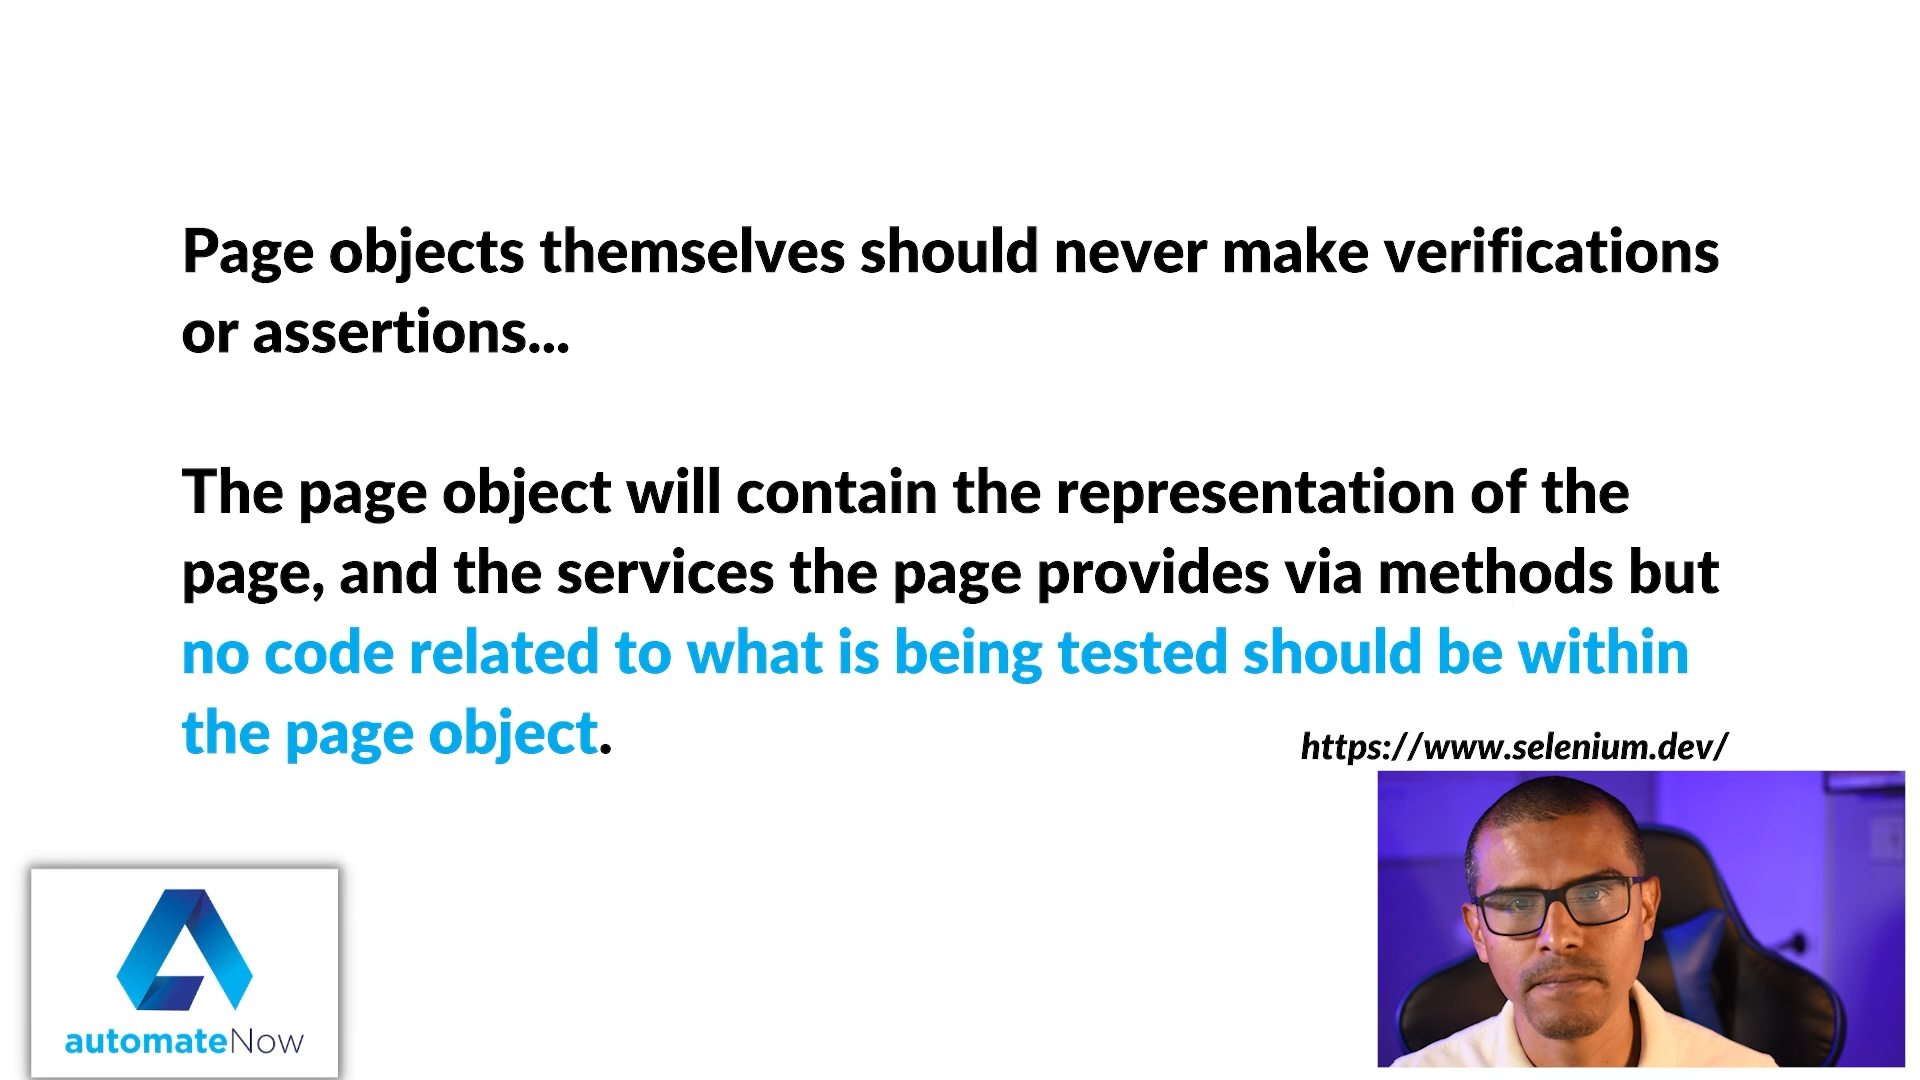 Page objects themselves should never make verifications
or assertions...
The page object will contain the representation of the
page, and the services the page provides via methods but
no code related to what is being tested should be within
the page object.
https://www.selenium.dev/
automateNow